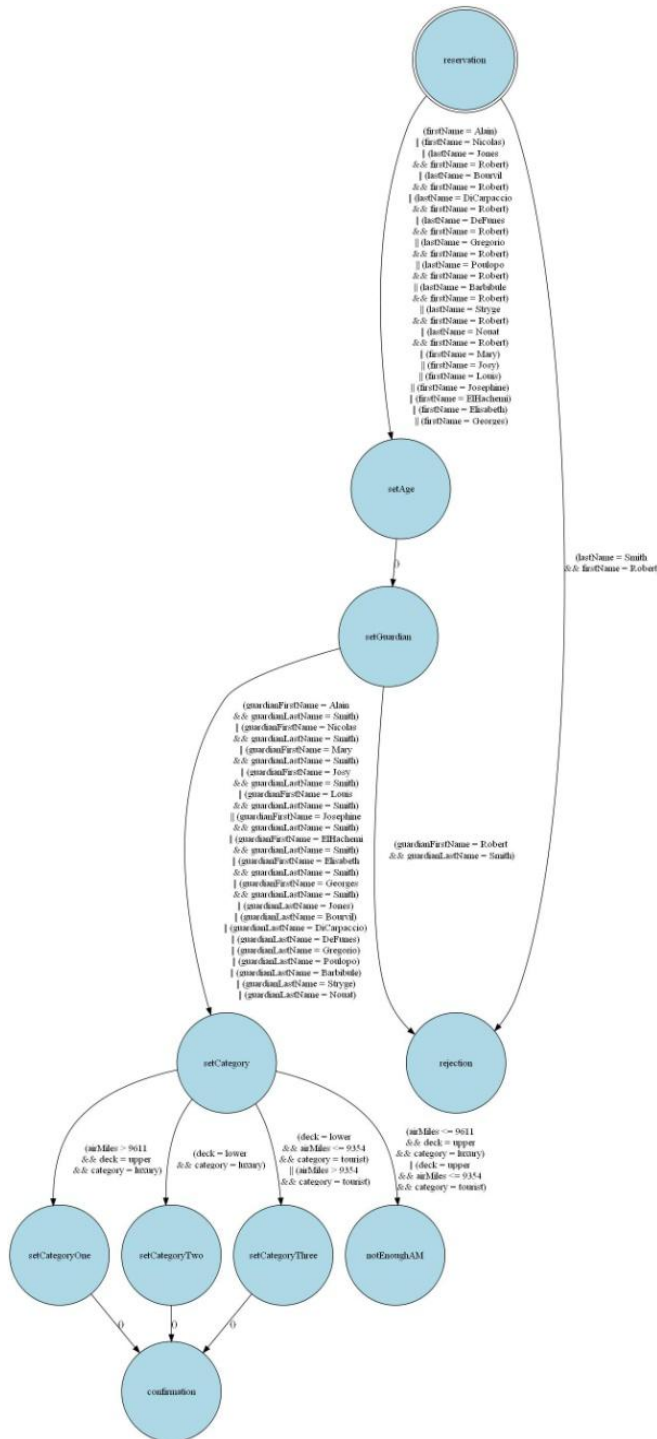 reservation
(firstName = Alain)
|| (firstName = Nicolas)
|| (lastName = Jones
&& firstName = Robert)
|| (lastName = Bourvil
&& firstName = Robert)
|| (lastName = DiCarpaccio
&& firstName = Robert)
|| (lastName = DeFunes
&& firstName = Robert)
|| (lastName = Gregorio
&& firstName = Robert)
|| (lastName = Poulopo
&& firstName = Robert)
|| (lastName = Barbibule
&& firstName = Robert)
|| (lastName = Stryge
&& firstName = Robert)
|| (lastName = Nouat
&& firstName = Robert)
|| (firstName = Mary)
|| (firstName = Josy)
|| (firstName = Louis)
|| (firstName = Josephine)
|| (firstName = ElHachemi)
|| (firstName = Elisabeth)
|| (firstName = Georges)
setAge
(lastName = Smith
&& firstName = Robert
()
setGuardian
(guardianFirstName = Alain
&& guardianLastName = Smith)
|| (guardianFirstName = Nicolas
&& guardianLastName = Smith)
|| (guardianFirstName = Mary
&& guardianLastName = Smith)
|| (guardianFirstName = Josy
&& guardianLastName = Smith)
|| (guardianFirstName = Louis
&& guardianLastName = Smith)
|| (guardianFirstName = Josephine
&& guardianLastName = Smith)
|| (guardianFirstName = ElHachemi
&& guardianLastName = Smith)
|| (guardianFirstName = Elisabeth
&& guardianLastName = Smith)
|| (guardianFirstName = Georges
&& guardianLastName = Smith)
|| (guardianLastName = Jones)
|| (guardianLastName = Bourvil)
|| (guardianLastName = DiCarpaccio)
|| (guardianLastName = DeFunes)
|| (guardianLastName = Gregorio)
|| (guardianLastName = Poulopo)
|| (guardianLastName = Barbibule)
|| (guardianLastName = Stryge)
|| (guardianLastName = Nouat)
(guardianFirstName = Robert
&& guardianLastName = Smith)
setCategory
rejection
(airMiles > 9611
&& deck = upper
&& category = luxury)
(deck = lower
&& category = luxury)
(deck = lower
&& airMiles <= 9354
&& category = tourist)
|| (airMiles > 9354
&& category = tourist)
(airMiles <= 9611
&& deck = upper
&& category = luxury)
|| (deck = upper
&& airMiles <= 9354
&& category = tourist)
setCategoryOne
setCategoryTwo
setCategoryThree
notEnoughAM
()
()
()
confirmation